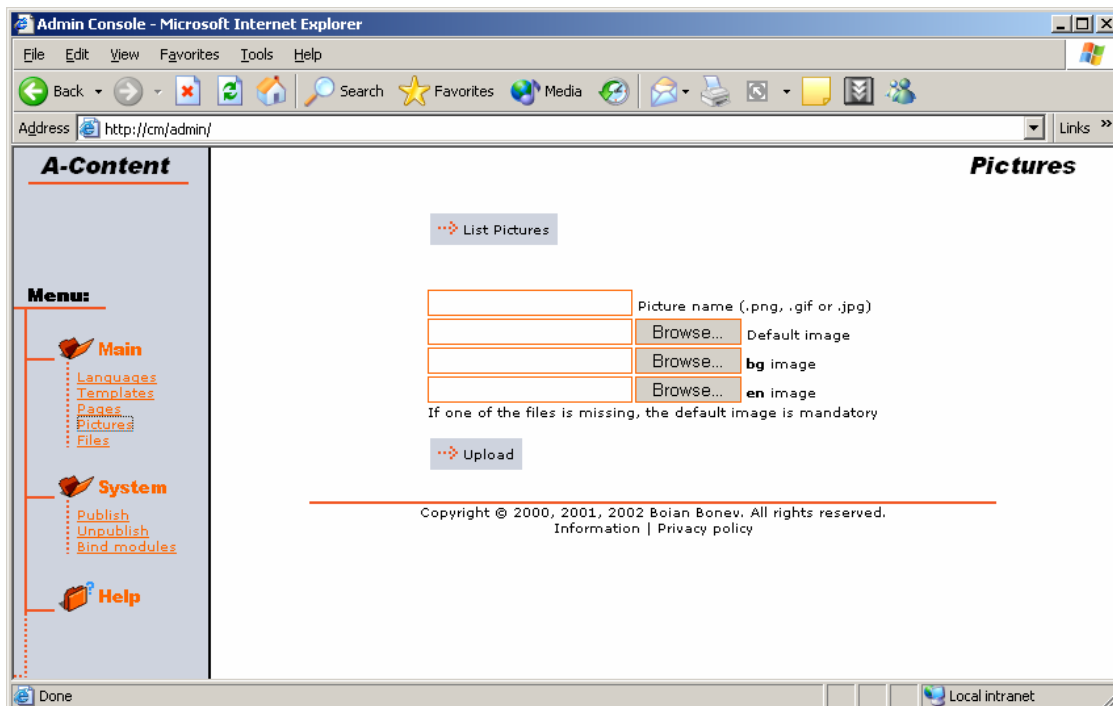 Admin Console - Microsoft Internet Explorer
File Edit View Favorites Tools Help
Back Search Favorites Media
Address http://cm/admin/ Links »
A-Content
Pictures
List Pictures
Menu:
Picture name (.png, .gif or .jpg)
Browse... Default image
Browse... bg image
Browse... en image
If one of the files is missing, the default image is mandatory
Upload
Main
Languages
Templates
Pages
Pictures
Files
System
Publish
Unpublish
Bind modules
Help
Copyright © 2000, 2001, 2002 Boian Bonev. All rights reserved.
Information | Privacy policy
Done Local intranet